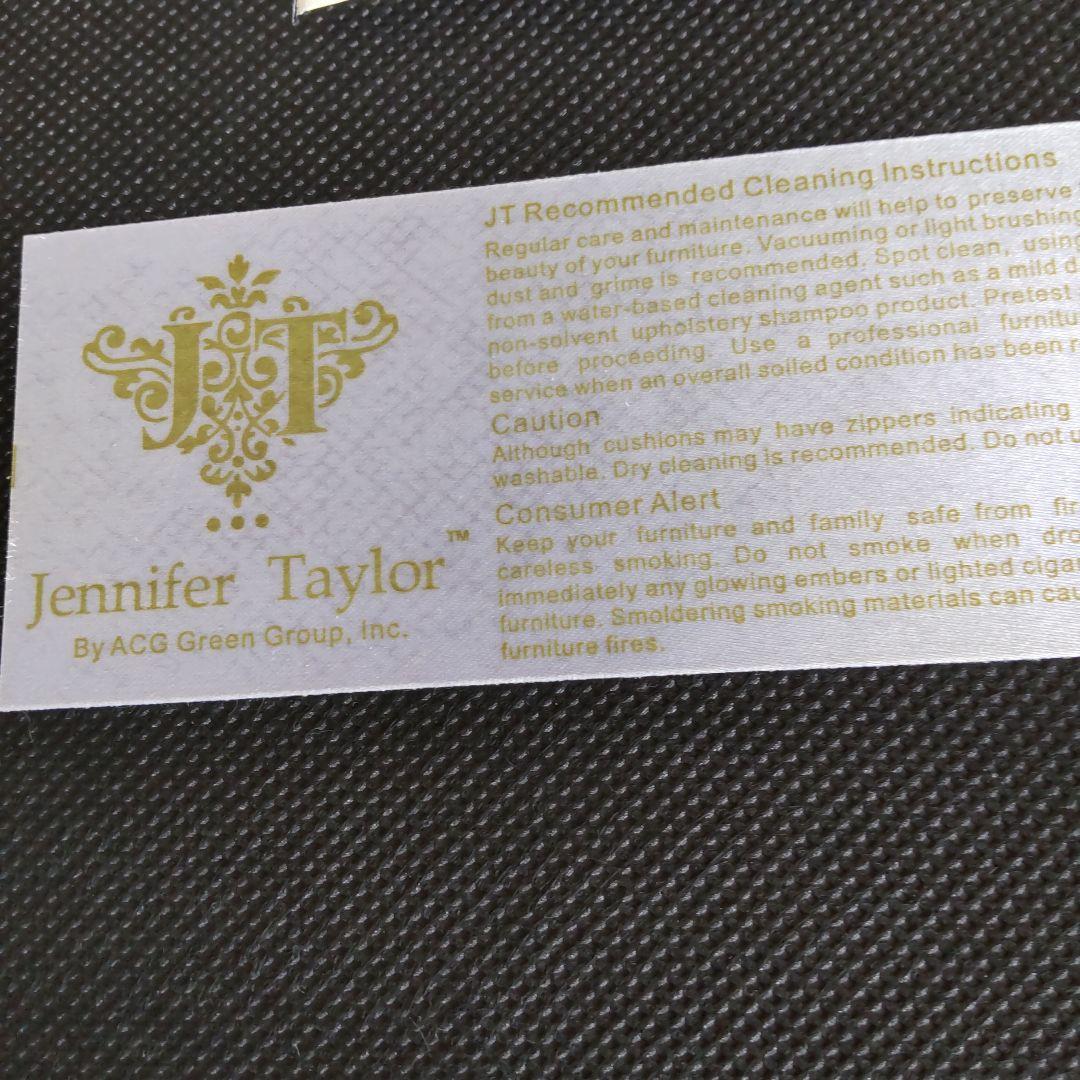 JT
Jennifer Taylor™
By ACG Green Group, Inc.
JT Recommended Cleaning Instructions
Regular care and maintenance will help to preserve
beauty of your furniture. Vacuuming or light brushing
dust and grime is recommended. Spot clean, using
from a water-based cleaning agent such as a mild d
non-solvent upholstery shampoo product. Pretest
before proceeding. Use a professional furnitu
service when an overall soiled condition has been r
Caution
Although cushions may have zippers indicating
washable. Dry cleaning is recommended. Do not u
Consumer Alert
Keep your furniture and family safe from fir
careless smoking. Do not smoke when dro
immediately any glowing embers or lighted cigar
furniture. Smoldering smoking materials can cau
furniture fires.